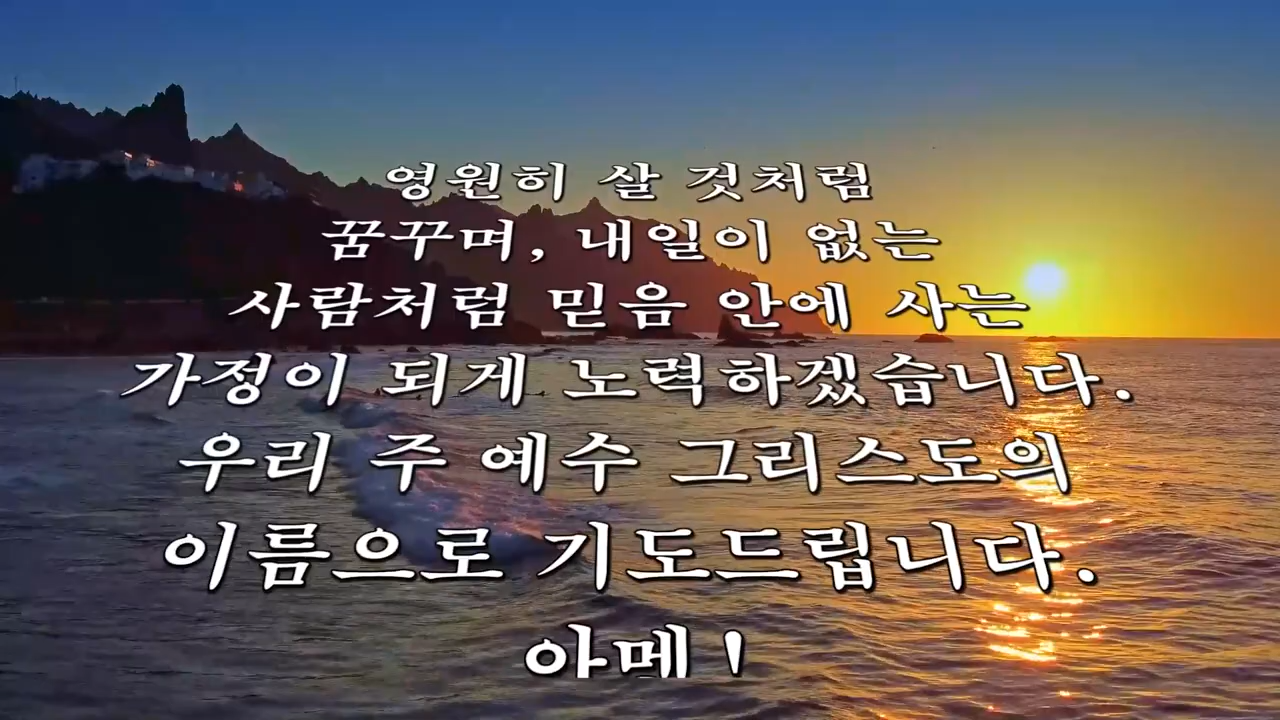 영원히 살 것처럼
꿈꾸며, 내일이 없는
사람처럼 믿음 안에 사는
가정이 되게 노력하겠습니다.
우리 주 예수 그리스도의
이름으로 기도드립니다.